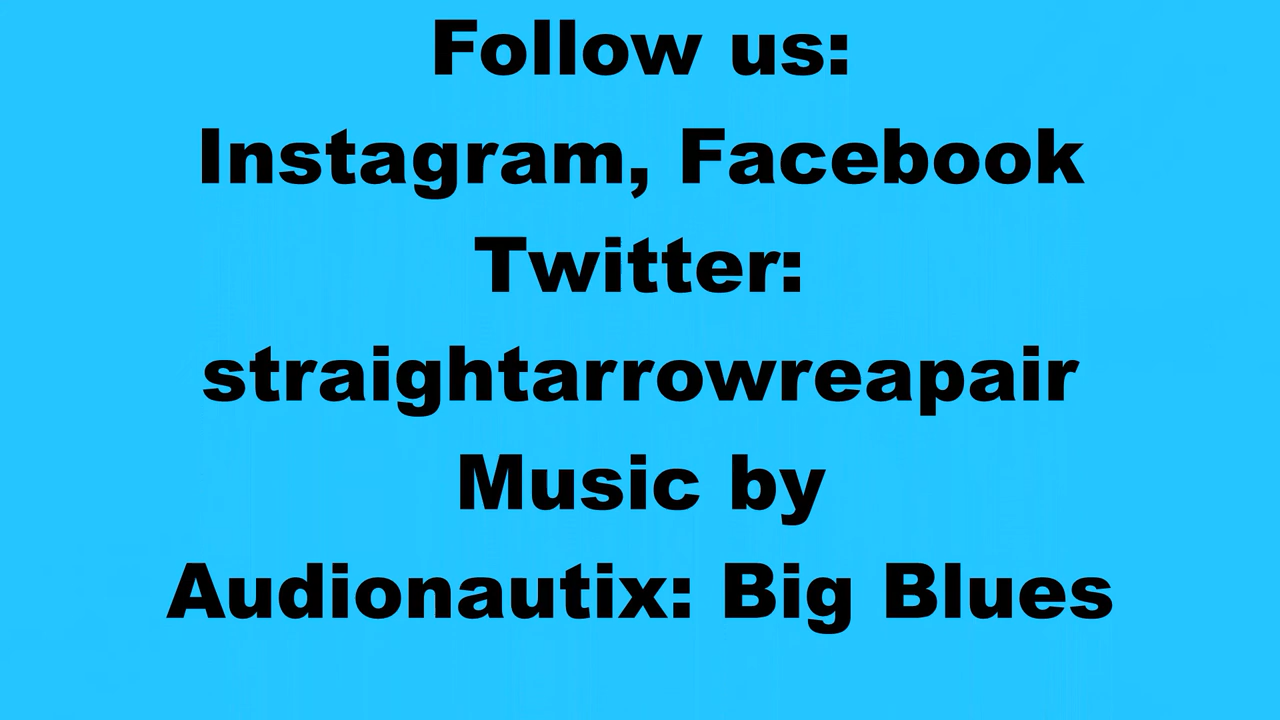 Follow us:
Instagram, Facebook
Twitter:
straightarrowreapair
Music by
Audionautix: Big Blues